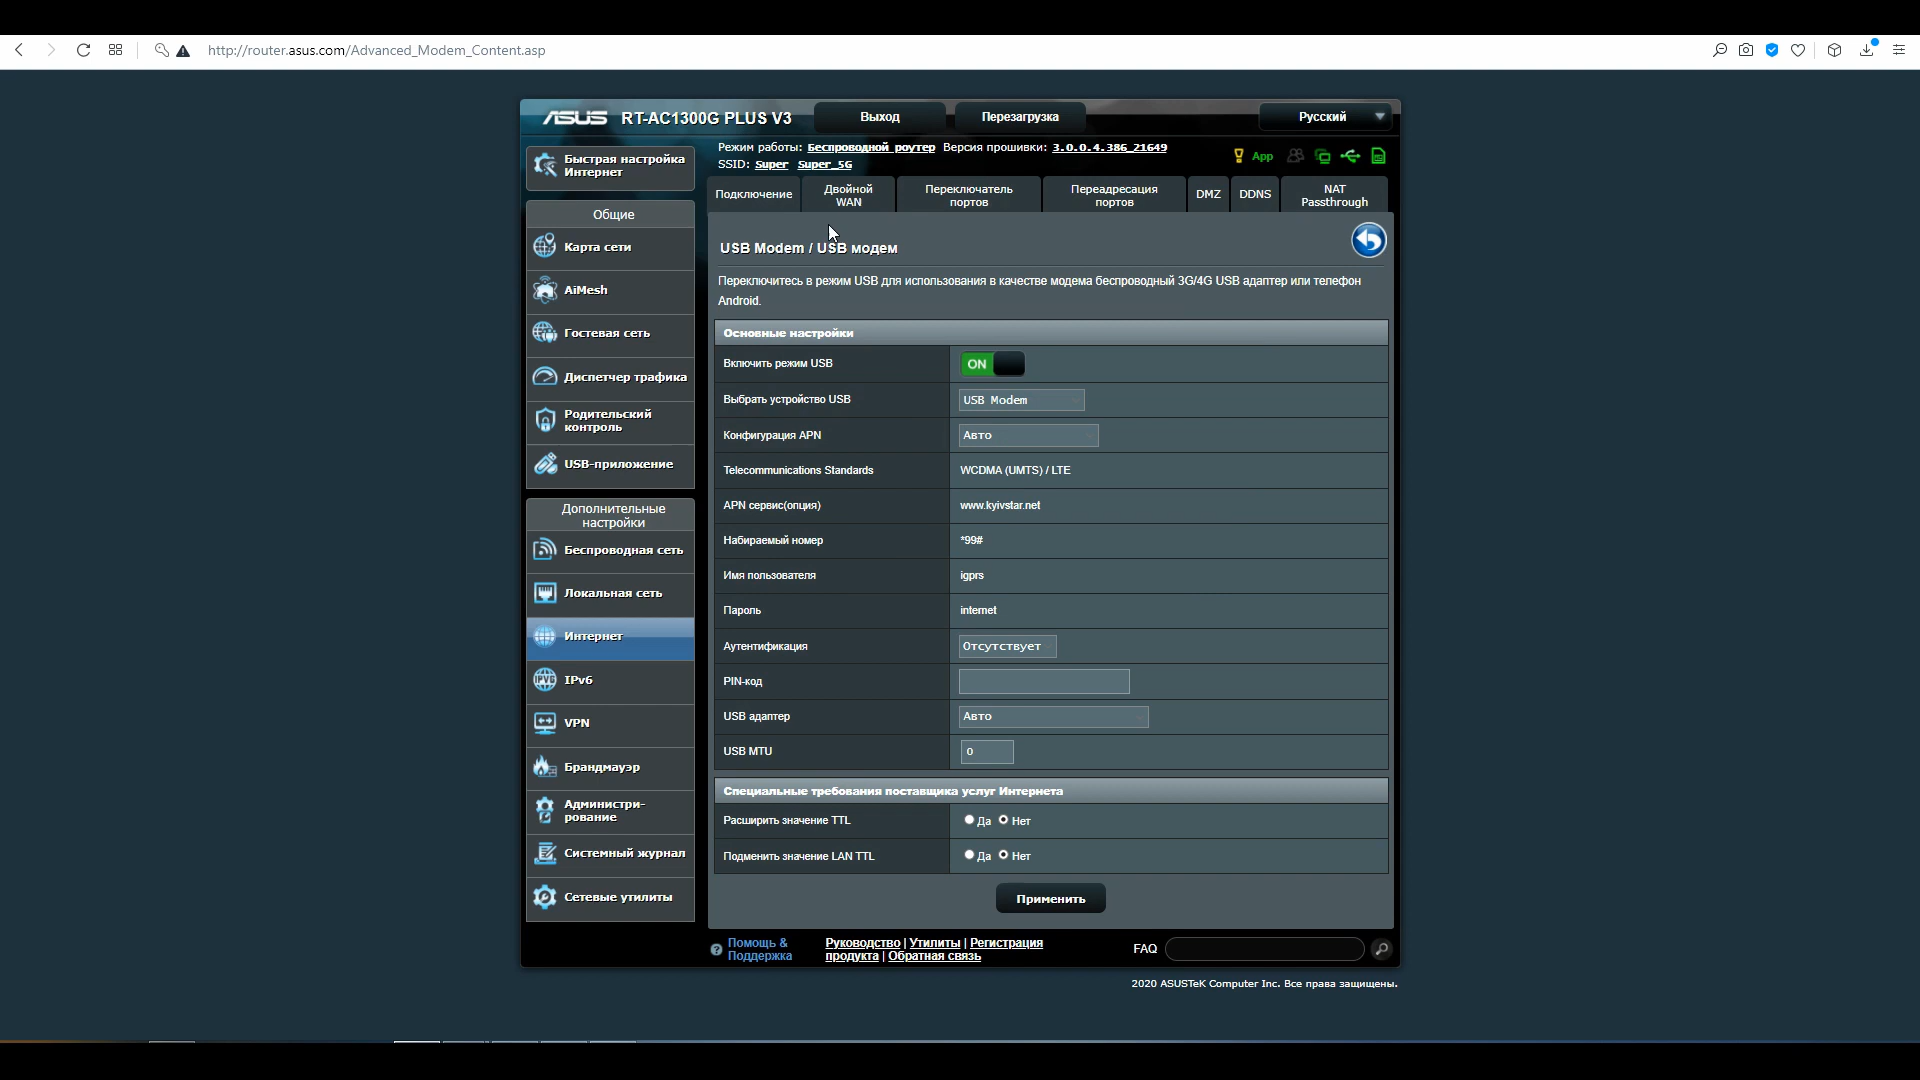 http://router.asus.com/Advanced_Modem_Content.asp
ASUS RT-AC1300G PLUS V3
Выход
Перезагрузка
Русский
Быстрая настройка
Интернет
Режим работы: Беспроводной роутер Версия прошивки: 3.0.0.4.386_21649
SSID: Super Super_5G
App
Общие
Карта сети
AiMesh
Гостевая сеть
Диспетчер трафика
Родительский
контроль
USB-приложение
Дополнительные
настройки
Беспроводная сеть
Локальная сеть
Интернет
IPv6
VPN
Брандмауэр
Администри-
рование
Системный журнал
Сетевые утилиты
Подключение
Двойной
WAN
Переключатель
портов
Переадресация
портов
DMZ
DDNS
NAT
Passthrough
USB Modem / USB модем
Переключитесь в режим USB для использования в качестве модема беспроводный 3G/4G USB адаптер или телефон
Android.
Основные настройки
Включить режим USB ON
Выбрать устройство USB USB Modem
Конфигурация APN Авто
Telecommunications Standards WCDMA (UMTS) / LTE
APN сервис(опция) www.kyivstar.net
Набираемый номер *99#
Имя пользователя igprs
Пароль internet
Аутентификация Отсутствует
PIN-код
USB адаптер Авто
USB MTU 0
Специальные требования поставщика услуг Интернета
Расширить значение TTL Да Нет
Подменить значение LAN TTL Да Нет
Применить
Помощь &
Поддержка
Руководство | Утилиты | Регистрация
продукта | Обратная связь
FAQ
2020 ASUSTeK Computer Inc. Все права защищены.